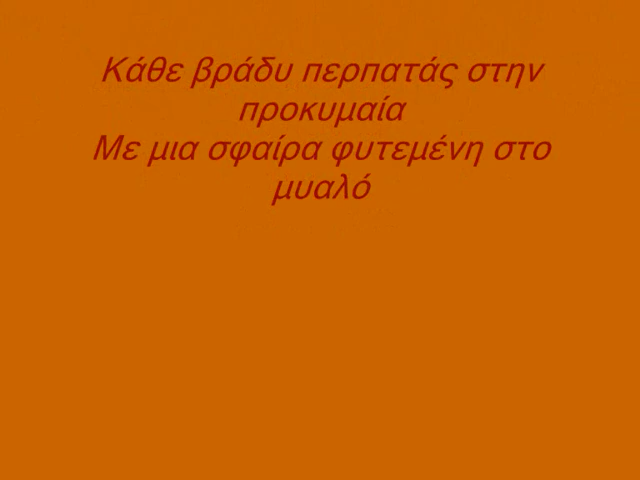 Κάθε βράδυ περπατάς στην
προκυμαία
Με μια σφαίρα φυτεμένη στο
μυαλό